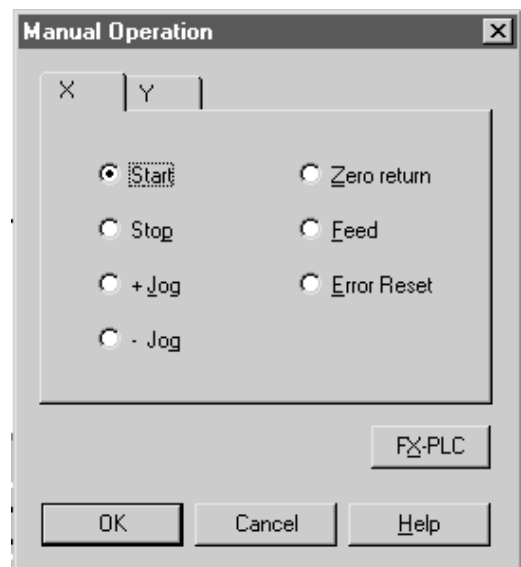 Manual Operation
X Y
Start Zero return
Stop Feed
+ Jog Error Reset
- Jog
FX-PLC
OK Cancel Help